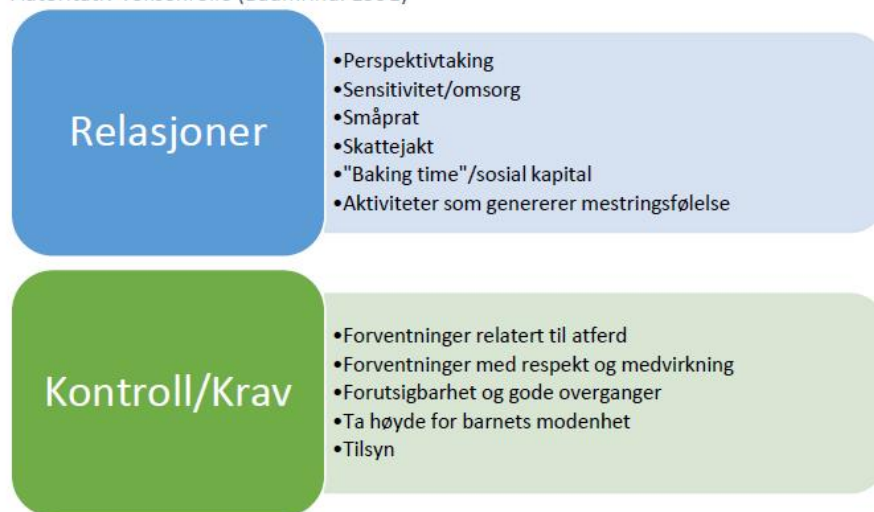 Relasjoner
•Perspektivtaking
•Sensitivitet/omsorg
•Småprat
•Skattejakt
•"Baking time"/sosial kapital
•Aktiviteter som genererer mestringsfølelse
Kontroll/Krav
•Forventninger relatert til atferd
•Forventninger med respekt og medvirkning
•Forutsigbarhet og gode overganger
•Ta høyde for barnets modenhet
•Tilsyn